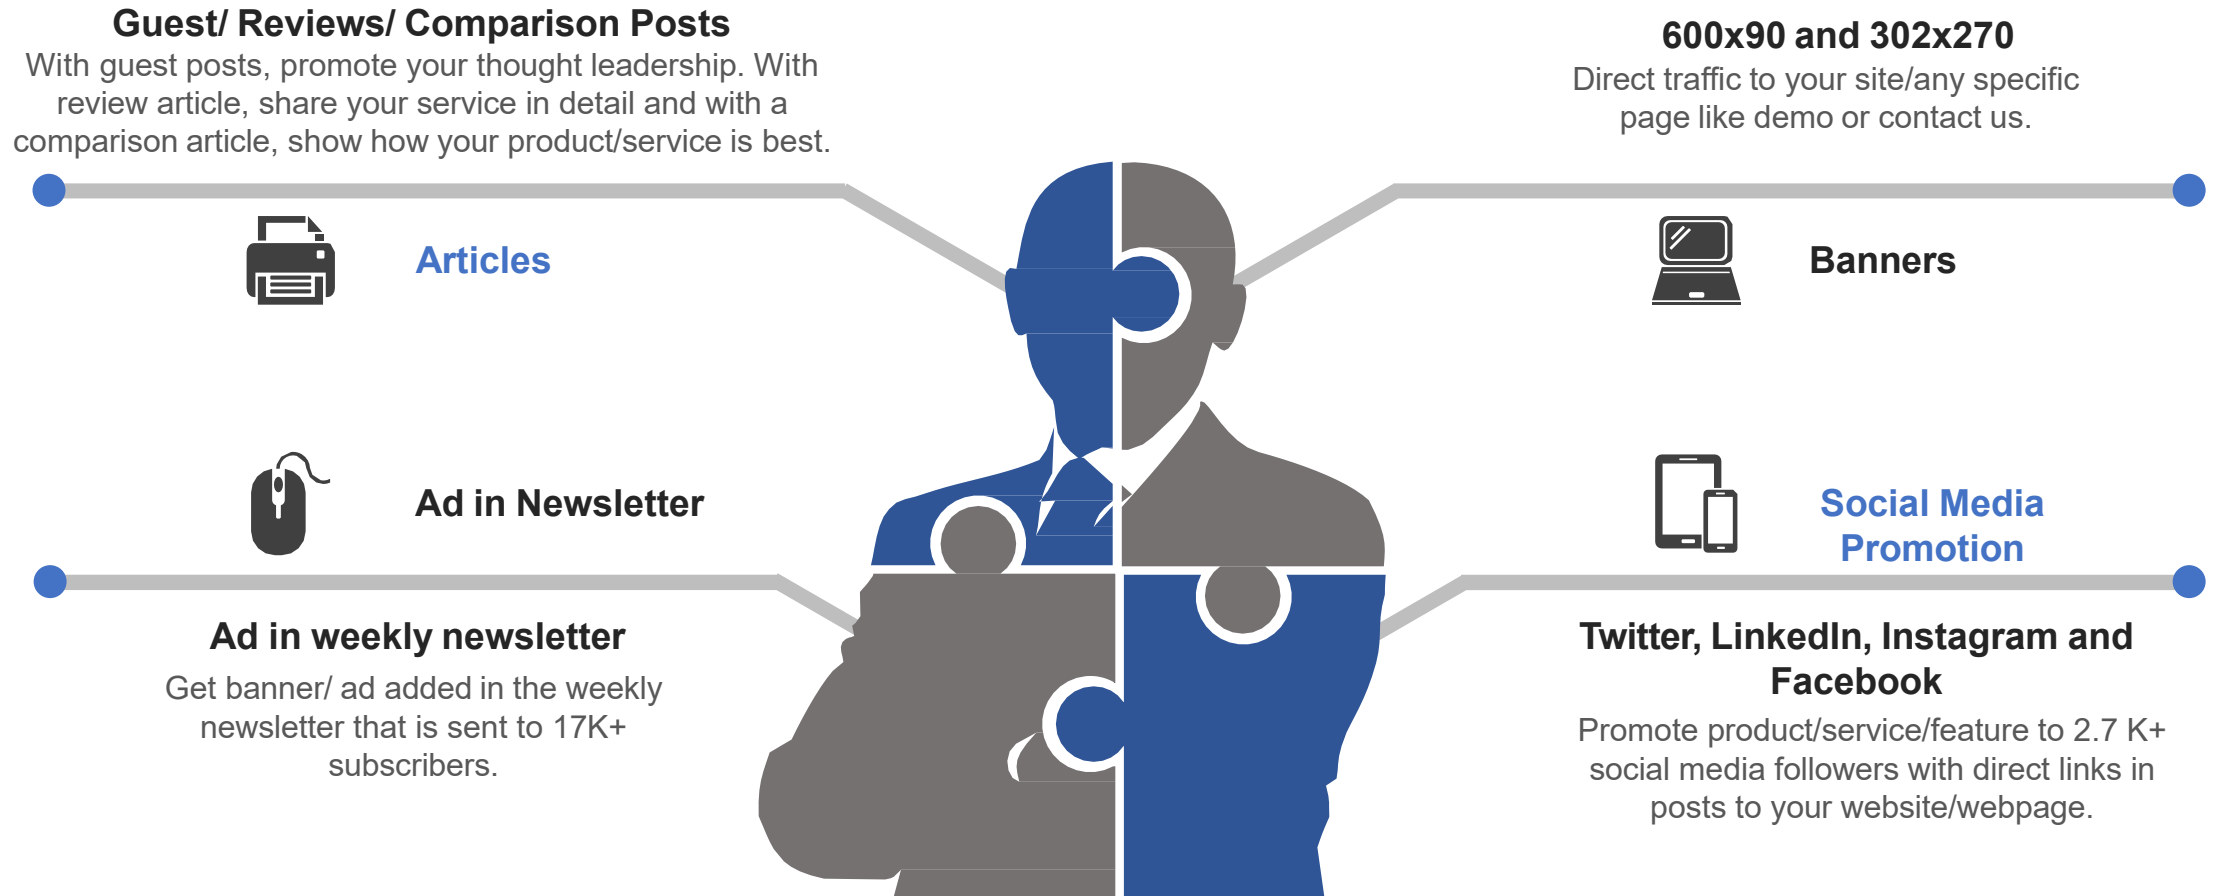 Guest/ Reviews/ Comparison Posts
With guest posts, promote your thought leadership. With
review article, share your service in detail and with a
comparison article, show how your product/service is best.
Articles
600x90 and 302x270
Direct traffic to your site/any specific
page like demo or contact us.
Banners
Ad in Newsletter
Ad in weekly newsletter
Get banner/ ad added in the weekly
newsletter that is sent to 17K+
subscribers.
Social Media
Promotion
Twitter, LinkedIn, Instagram and
Facebook
Promote product/service/feature to 2.7 K+
social media followers with direct links in
posts to your website/webpage.